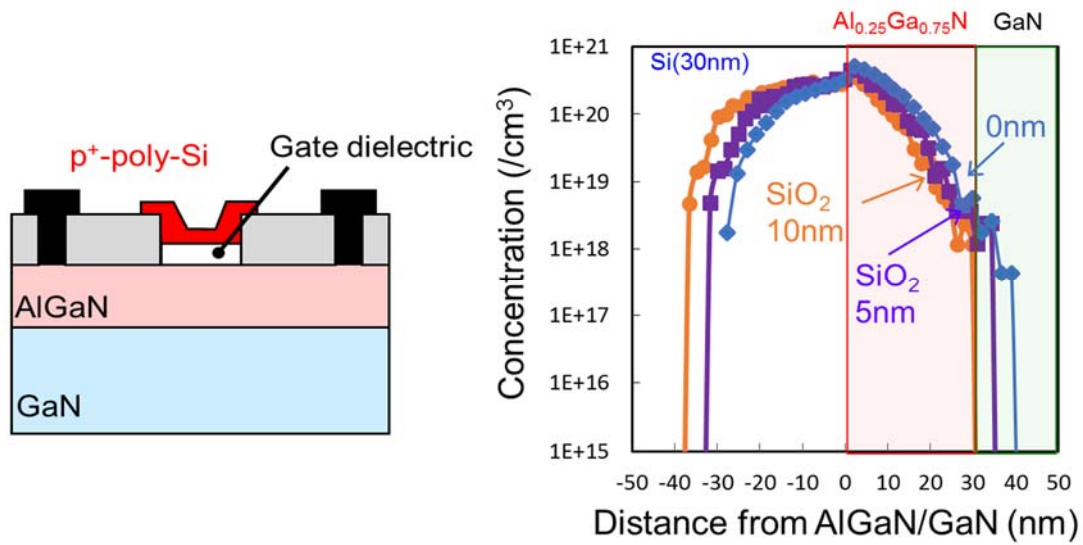 p⁺-poly-Si
Gate dielectric
AlGaN
GaN
Al₀.₂₅Ga₀.₇₅N
GaN
Si(30nm)
0nm
SiO₂
10nm
SiO₂
5nm
Concentration (/cm³)
1E+21
1E+20
1E+19
1E+18
1E+17
1E+16
1E+15
-50 -40 -30 -20 -10 0 10 20 30 40 50
Distance from AlGaN/GaN (nm)